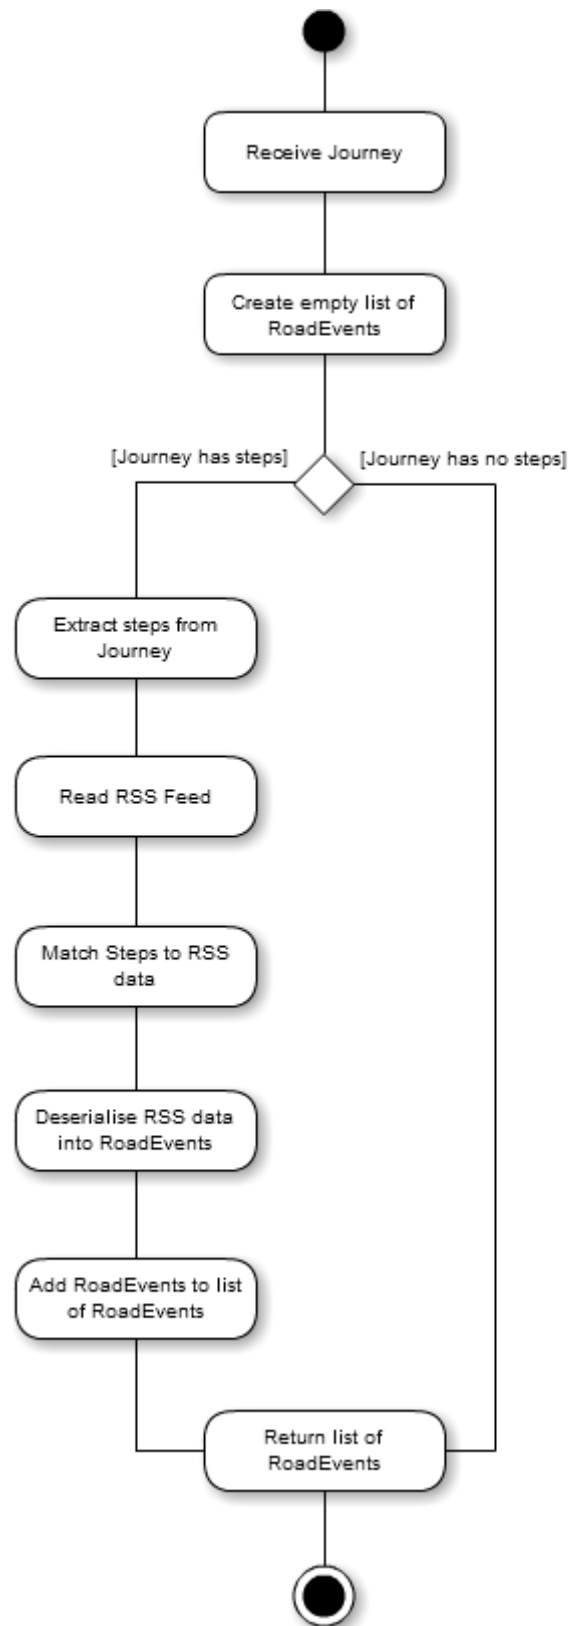 Receive Journey
Create empty list of
RoadEvents
[Journey has steps]
[Journey has no steps]
Extract steps from
Journey
Read RSS Feed
Match Steps to RSS
data
Deserialise RSS data
into RoadEvents
Add RoadEvents to list
of RoadEvents
Return list of
RoadEvents